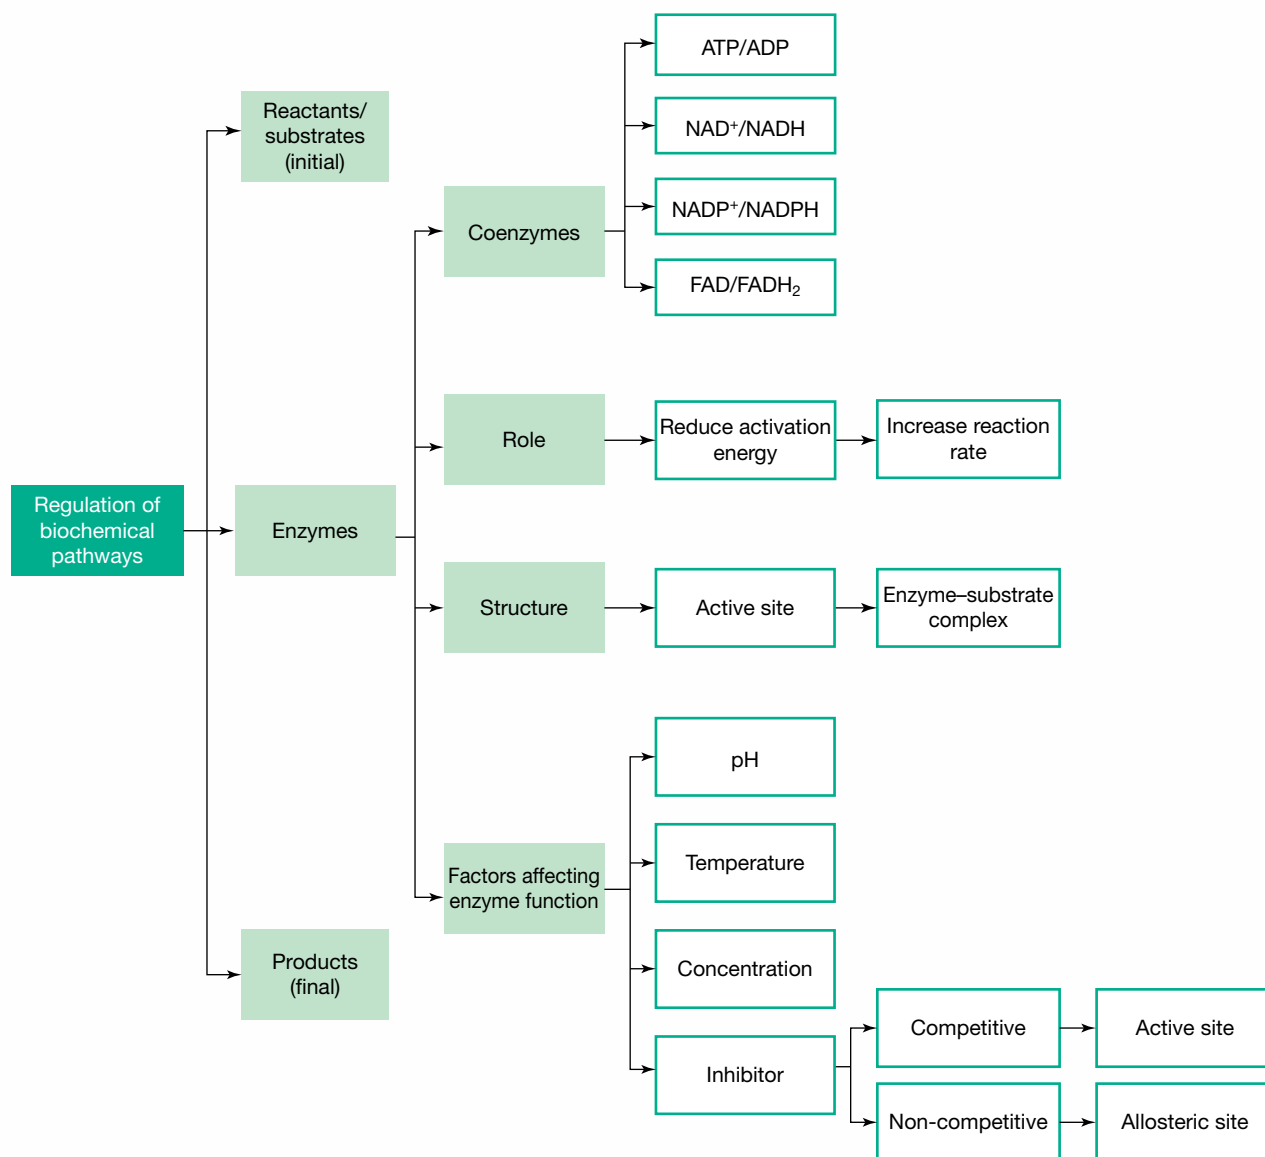 Regulation of
biochemical
pathways
Reactants/
substrates
(initial)
Enzymes
Products
(final)
Coenzymes
ATP/ADP
NAD⁺/NADH
NADP⁺/NADPH
FAD/FADH₂
Role
Reduce activation
energy
Increase reaction
rate
Structure
Active site
Enzyme–substrate
complex
Factors affecting
enzyme function
pH
Temperature
Concentration
Inhibitor
Competitive
Active site
Non-competitive
Allosteric site